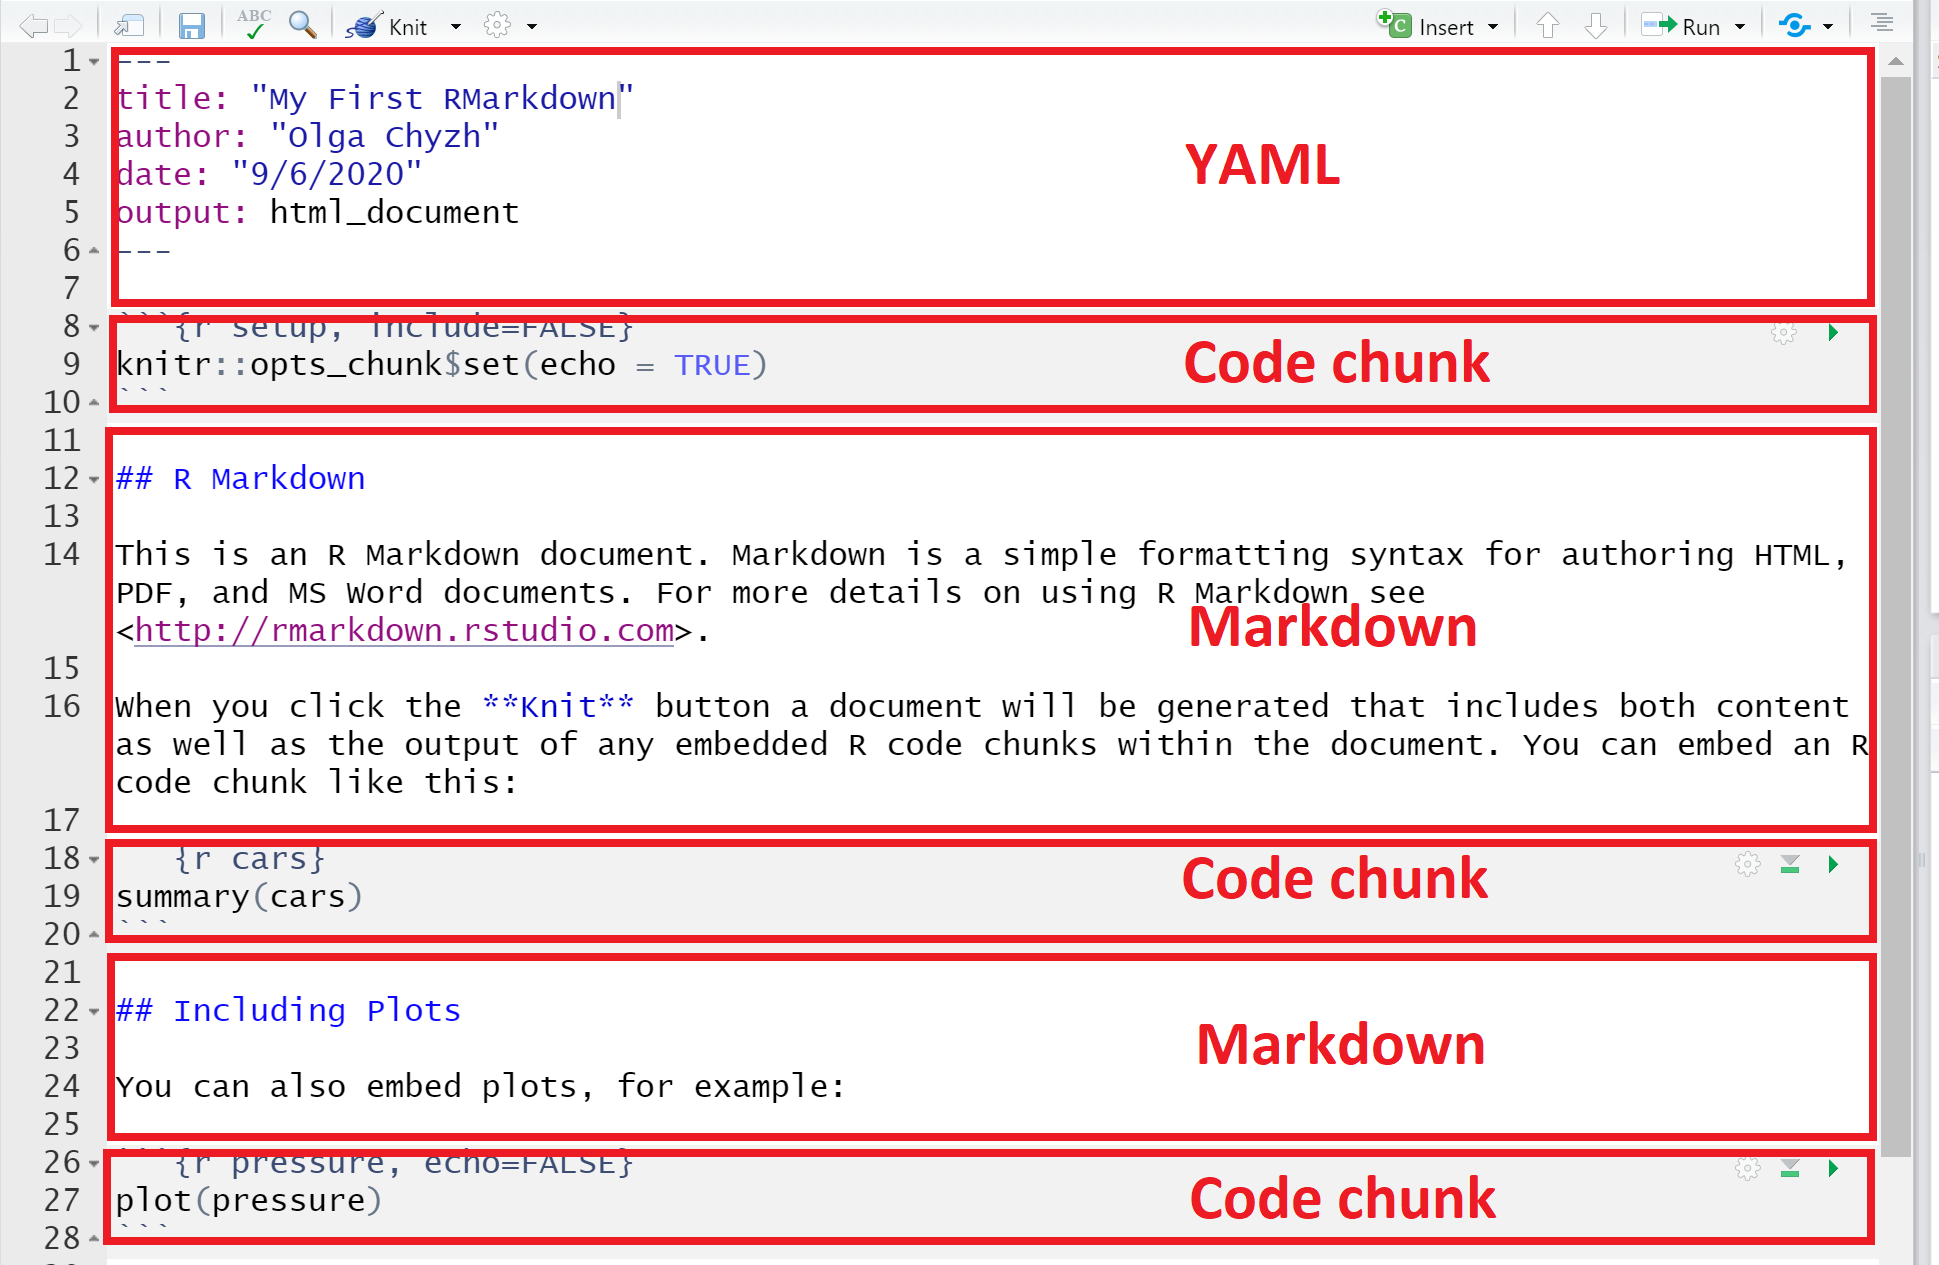 ABC Knit Insert Run
1 ---
2 title: "My First RMarkdown"
3 author: "Olga Chyzh"
4 date: "9/6/2020"
5 output: html_document
6 ---
7
YAML
8 ```{r setup, include=FALSE}
9 knitr::opts_chunk$set(echo = TRUE)
10 ```
Code chunk
11
12 ## R Markdown
13
14 This is an R Markdown document. Markdown is a simple formatting syntax for authoring HTML,
PDF, and MS Word documents. For more details on using R Markdown see
<http://rmarkdown.rstudio.com>.
Markdown
15
16 When you click the **Knit** button a document will be generated that includes both content
as well as the output of any embedded R code chunks within the document. You can embed an R
code chunk like this:
17
18 {r cars}
19 summary(cars)
20 ```
Code chunk
21
22 ## Including Plots
23
24 You can also embed plots, for example:
25
Markdown
26 ```{r pressure, echo=FALSE}
27 plot(pressure)
28 ```
Code chunk